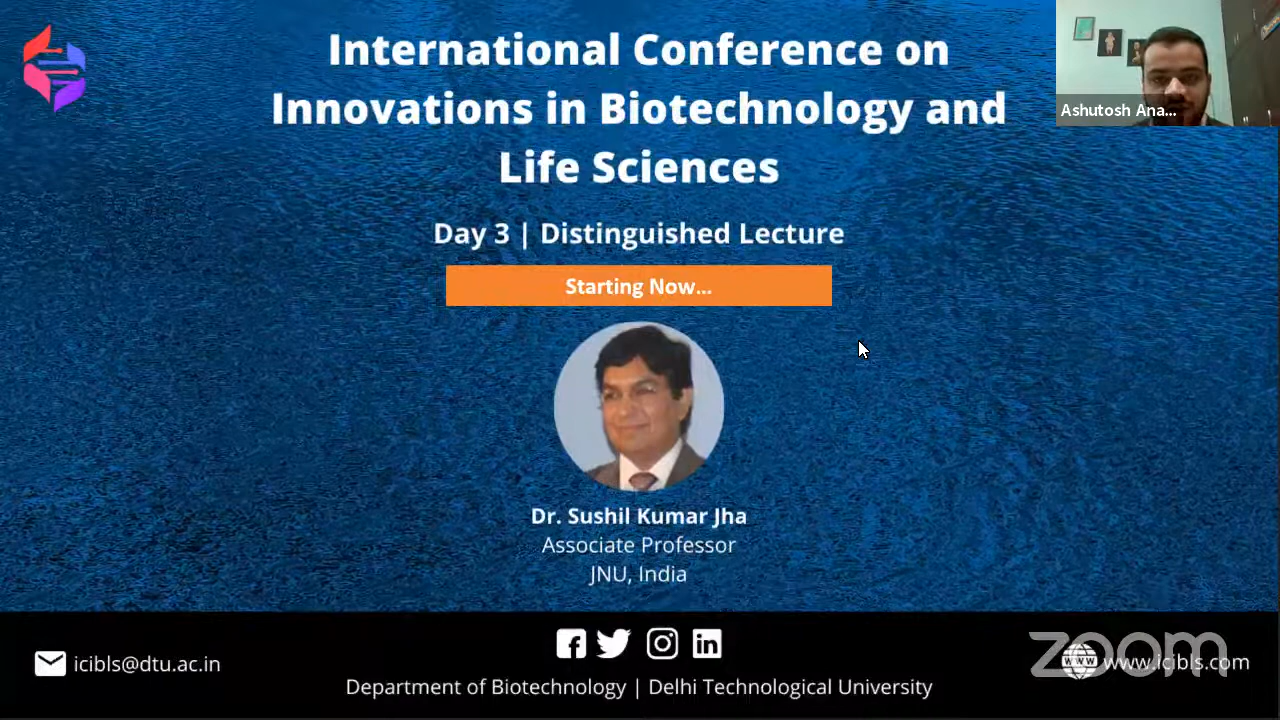 International Conference on
Innovations in Biotechnology and
Life Sciences
Ashutosh Ana...
Day 3 | Distinguished Lecture
Starting Now...
Dr. Sushil Kumar Jha
Associate Professor
JNU, India
icibls@dtu.ac.in
zoom
www.icibls.com
Department of Biotechnology | Delhi Technological University